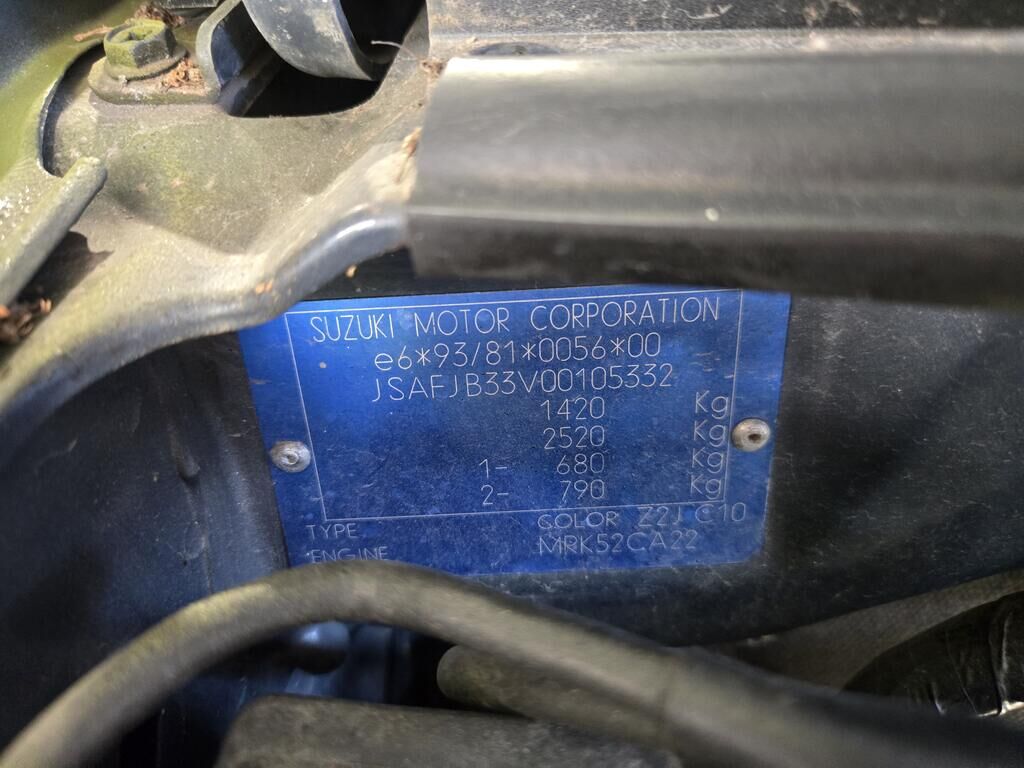 SUZUKI MOTOR CORPORATION
e6*93/81*0056*00
JSAFJB33V00105332
1420 Kg
2520 Kg
1- 680 Kg
2- 790 Kg
TYPE COLOR Z2J C10
ENGINE MRK52CA22